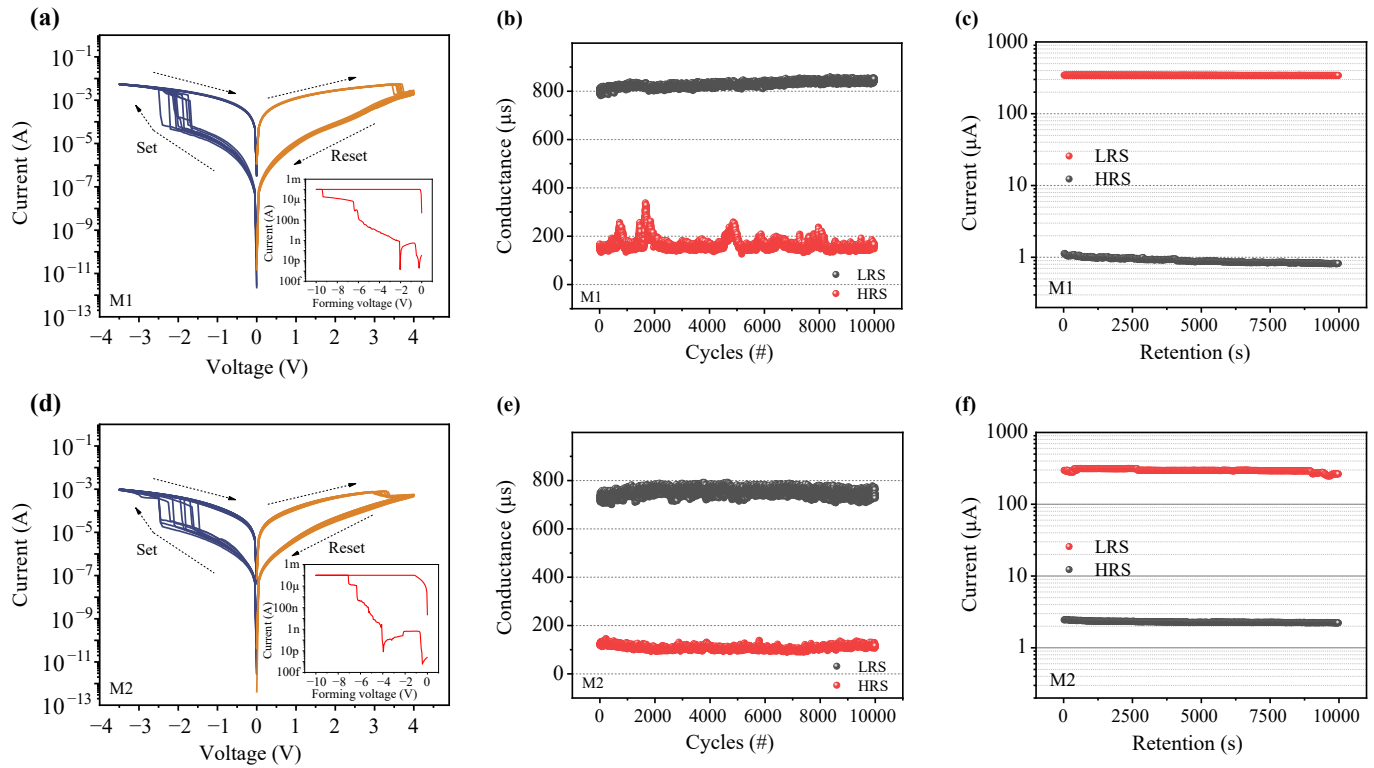 (a)
Current (A)
10⁻¹
10⁻³
10⁻⁵
10⁻⁷
10⁻⁹
10⁻¹¹
10⁻¹³
Set
Reset
M1
−4 −3 −2 −1 0 1 2 3 4
Voltage (V)
Current (A)
1m
10μ
100n
1n
10p
100f
−10 −8 −6 −4 −2 0
Forming voltage (V)
(b)
Conductance (μs)
800
600
400
200
0
LRS
HRS
M1
0 2000 4000 6000 8000 10000
Cycles (#)
(c)
Current (μA)
1000
100
10
1
LRS
HRS
M1
0 2500 5000 7500 10000
Retention (s)
(d)
Current (A)
10⁻¹
10⁻³
10⁻⁵
10⁻⁷
10⁻⁹
10⁻¹¹
10⁻¹³
Set
Reset
M2
−4 −3 −2 −1 0 1 2 3 4
Voltage (V)
Current (A)
1m
10μ
100n
1n
10p
100f
−10 −8 −6 −4 −2 0
Forming voltage (V)
(e)
Conductance (μs)
800
600
400
200
0
LRS
HRS
M2
0 2000 4000 6000 8000 10000
Cycles (#)
(f)
Current (μA)
1000
100
10
1
LRS
HRS
M2
0 2500 5000 7500 10000
Retention (s)